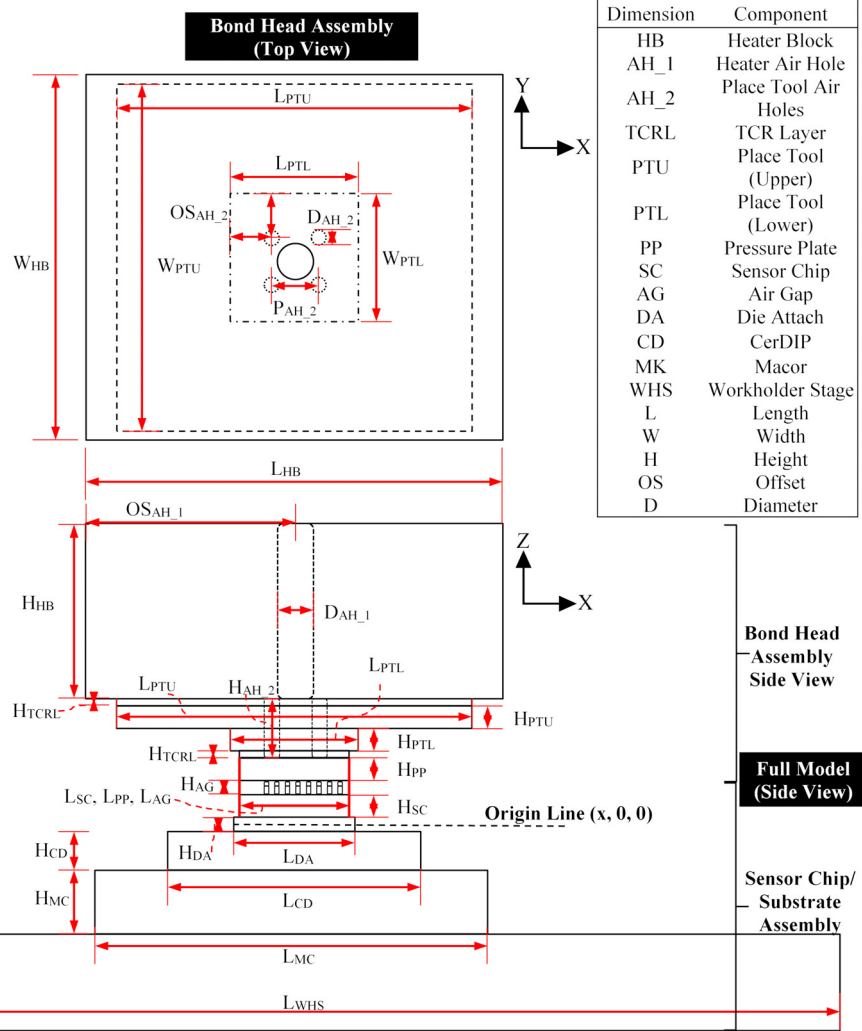 Bond Head Assembly
(Top View)
Dimension Component
HB Heater Block
AH_1 Heater Air Hole
AH_2 Place Tool Air
Holes
TCRL TCR Layer
PTU Place Tool
(Upper)
PTL Place Tool
(Lower)
PP Pressure Plate
SC Sensor Chip
AG Air Gap
DA Die Attach
CD CerDIP
MK Macor
WHS Workholder Stage
L Length
W Width
H Height
OS Offset
D Diameter
Y
X
LPTU
LPTL
OSAH_2
DAH_2
WHB
WPTU
WPTL
PAH_2
LHB
OSAH_1
Z
X
HHB
DAH_1
LPTU
HAH_2
LPTL
HTCRL
HPTU
HPTL
HTCRL
HPP
HAG
LSC, LPP, LAG
HSC
Origin Line (x, 0, 0)
HDA
LDA
HCD
LCD
HMC
LMC
LWHS
Bond Head
Assembly
Side View
Full Model
(Side View)
Sensor Chip/
Substrate
Assembly